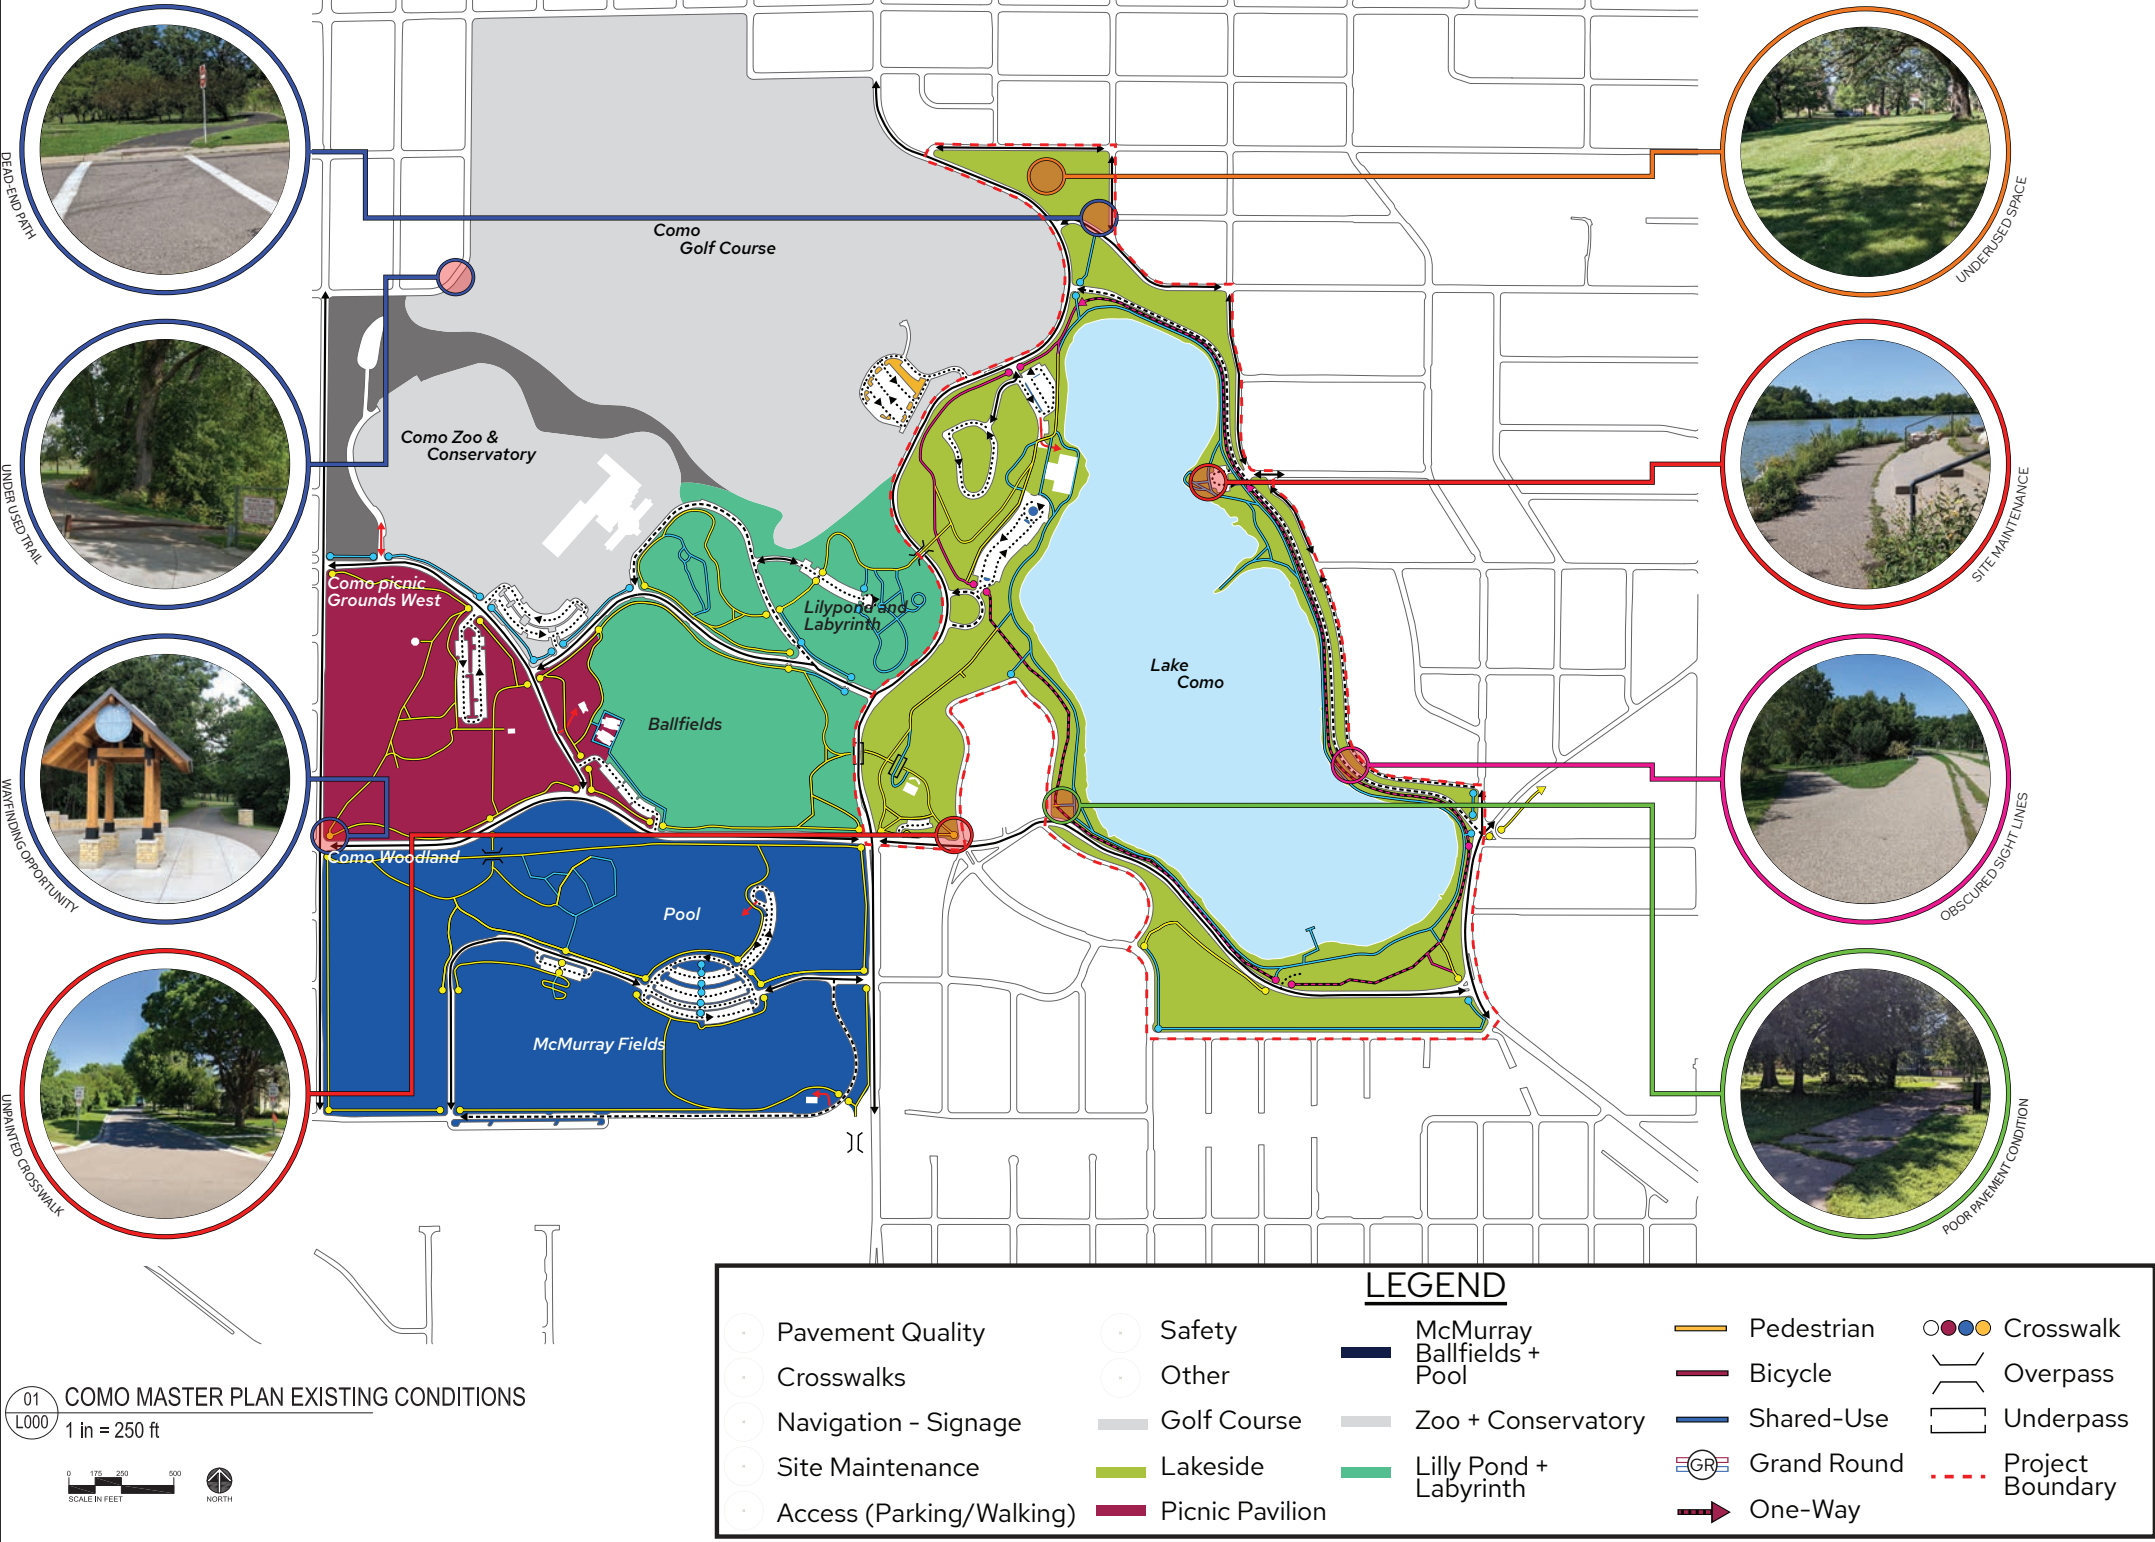 DEAD-END PATH
UNDER USED TRAIL
WAYFINDING OPPORTUNITY
UNPAINTED CROSSWALK
UNDERUSED SPACE
SITE MAINTENANCE
OBSCURED SIGHT LINES
POOR PAVEMENT CONDITION
Como
Golf Course
Como Zoo &
Conservatory
Como picnic
Grounds West
Lilypond and
Labyrinth
Ballfields
Lake
Como
Como Woodland
Pool
McMurray Fields
LEGEND
Pavement Quality
Crosswalks
Navigation - Signage
Site Maintenance
Access (Parking/Walking)
Safety
Other
Golf Course
Lakeside
Picnic Pavilion
McMurray
Ballfields +
Pool
Zoo + Conservatory
Lilly Pond +
Labyrinth
Pedestrian
Bicycle
Shared-Use
GR
Grand Round
One-Way
Crosswalk
Overpass
Underpass
Project
Boundary
01
L000
COMO MASTER PLAN EXISTING CONDITIONS
1 in = 250 ft
0 175 250 500
SCALE IN FEET
NORTH